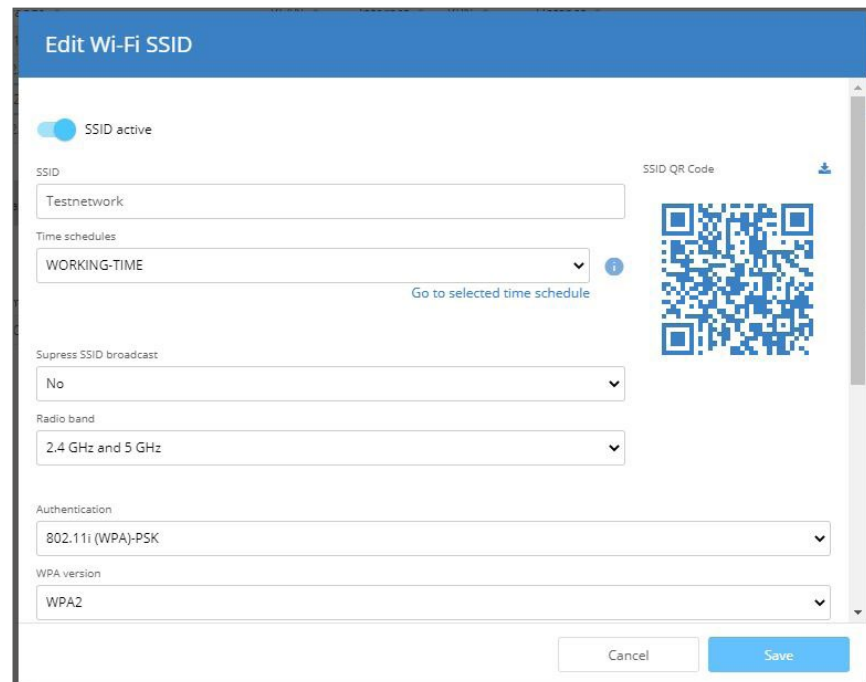 Edit Wi-Fi SSID
SSID active
SSID
SSID QR Code
Testnetwork
Time schedules
WORKING-TIME
Go to selected time schedule
Supress SSID broadcast
No
Radio band
2.4 GHz and 5 GHz
Authentication
802.11i (WPA)-PSK
WPA version
WPA2
Cancel
Save